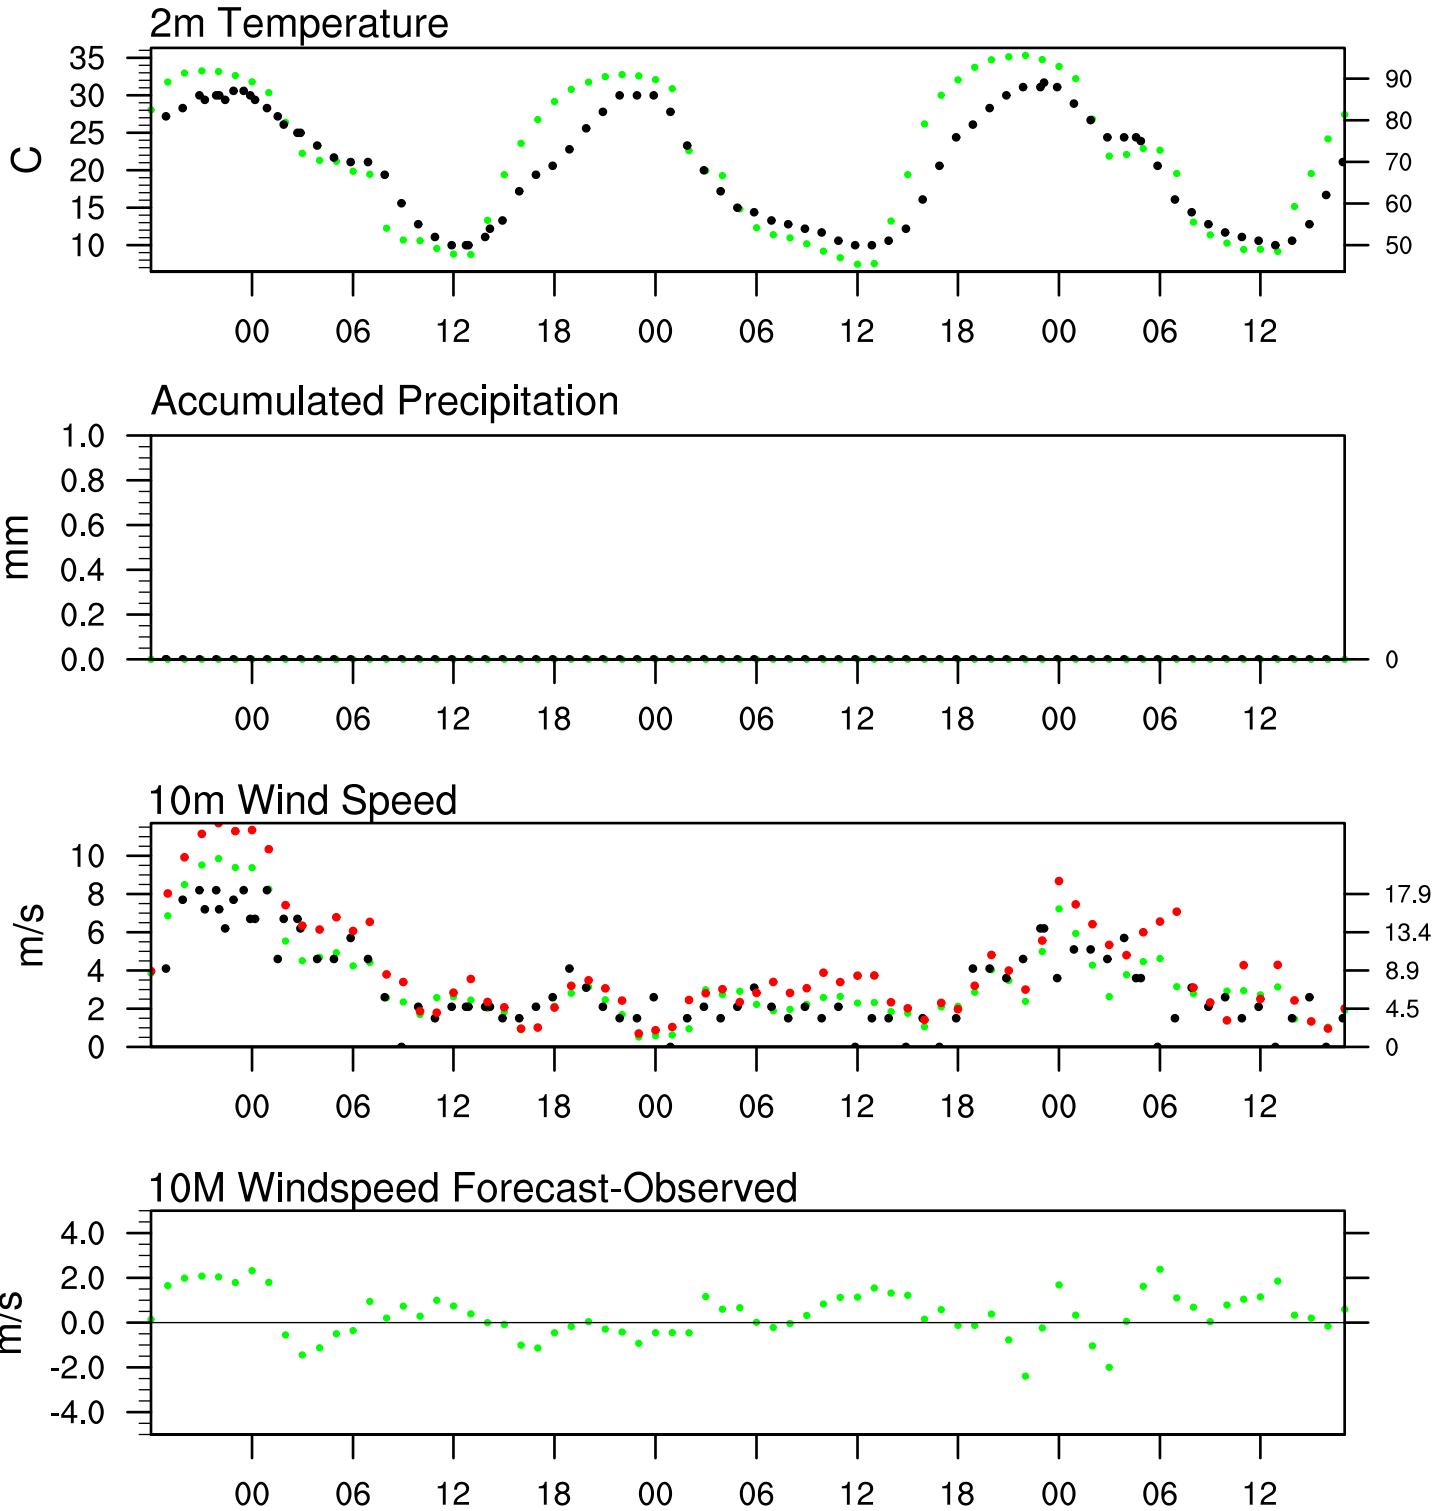 2m Temperature
35
30
25
20
15
10
C
90
80
70
60
50
00 06 12 18 00 06 12 18 00 06 12
Accumulated Precipitation
1.0
0.8
0.6
0.4
0.2
0.0
mm
0
00 06 12 18 00 06 12 18 00 06 12
10m Wind Speed
10
8
6
4
2
0
m/s
17.9
13.4
8.9
4.5
0
00 06 12 18 00 06 12 18 00 06 12
10M Windspeed Forecast-Observed
4.0
2.0
0.0
-2.0
-4.0
m/s
00 06 12 18 00 06 12 18 00 06 12